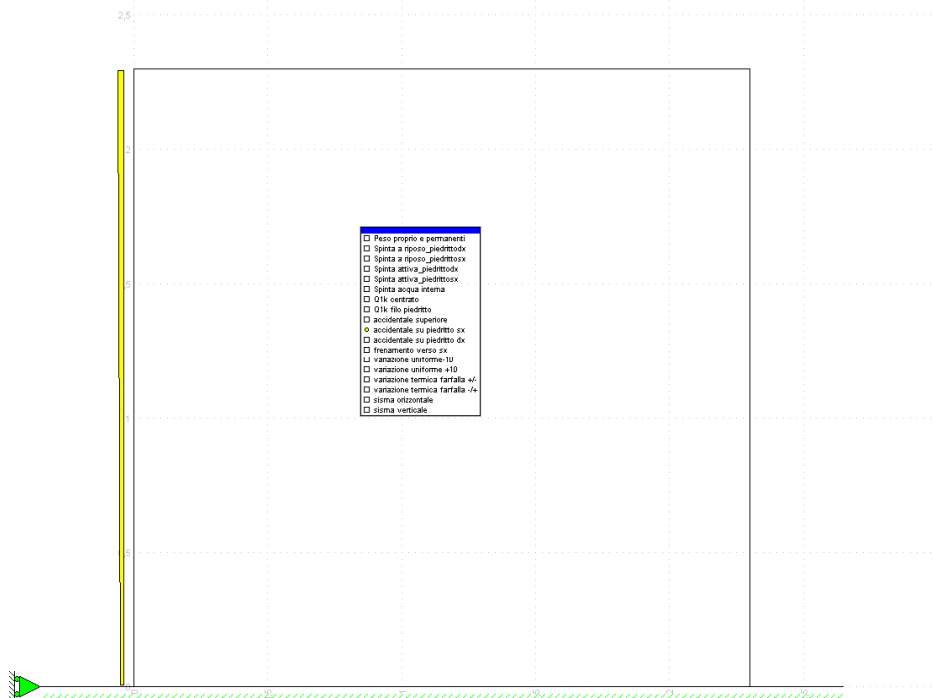 2,5
2
,5
Peso proprio e permanenti
Spinta a riposo_piedrittodx
Spinta a riposo_piedrittosx
Spinta attiva_piedrittodx
Spinta attiva_piedrittosx
Spinta acqua interna
Q1k centrato
Q1k filo piedritto
accidentale superiore
accidentale su piedritto sx
accidentale su piedritto dx
frenamento verso sx
variazione uniforme-10
variazione uniforme +10
variazione termica farfalla +/-
variazione termica farfalla -/+
sisma orizzontale
sisma verticale
1
,5